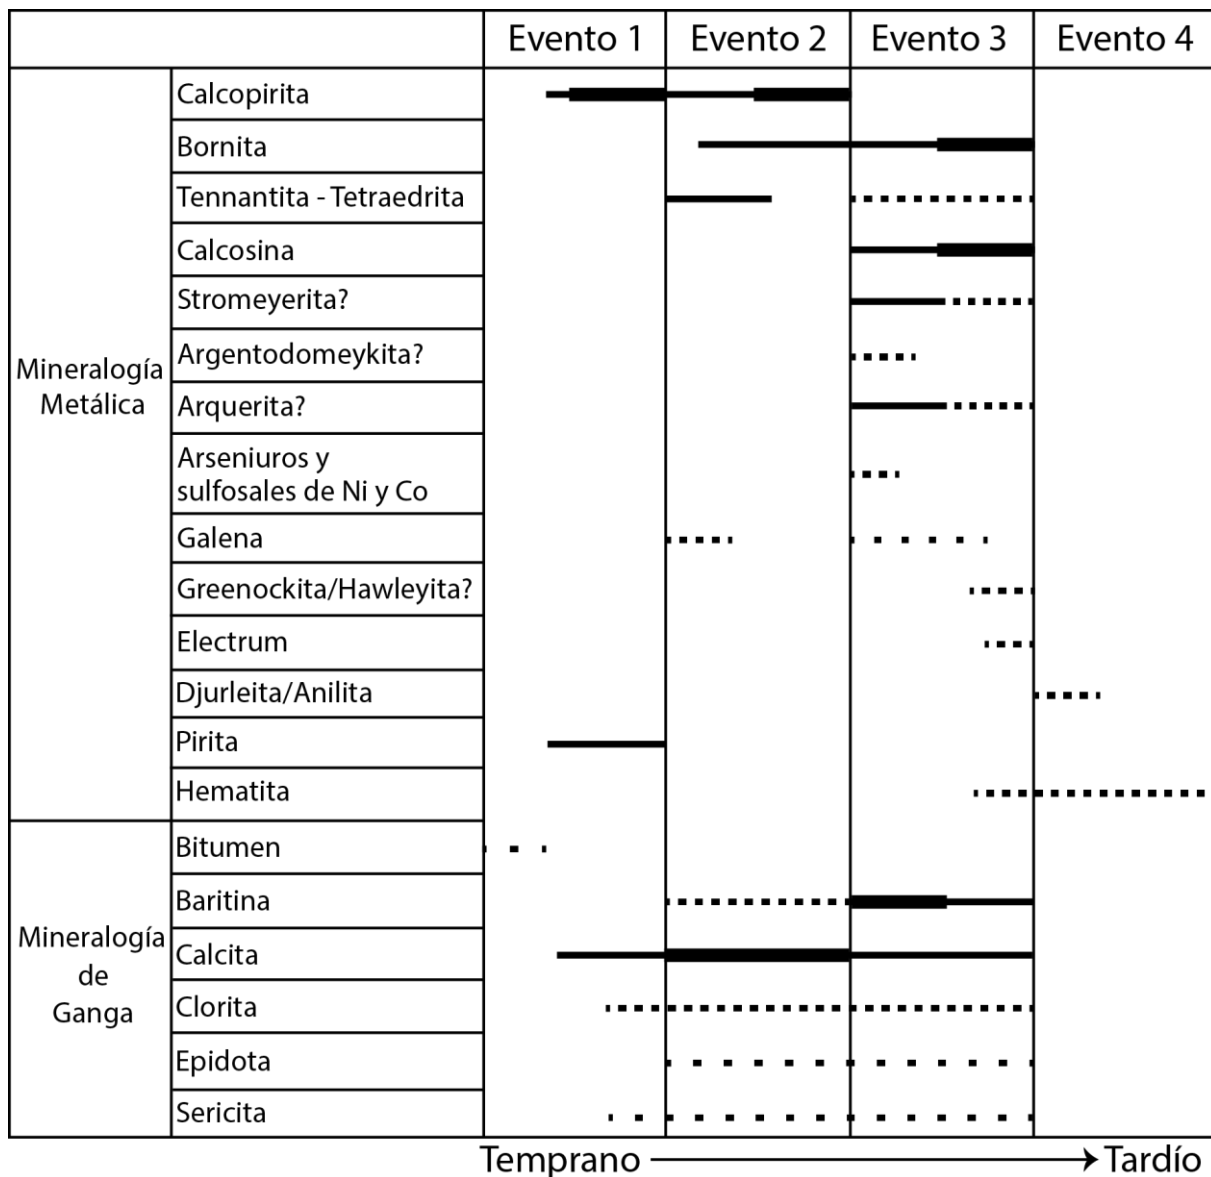 Evento 1 Evento 2 Evento 3 Evento 4
Mineralogía
Metálica
Calcopirita
Bornita
Tennantita - Tetraedrita
Calcosina
Stromeyerita?
Argentodomeykita?
Arquerita?
Arseniuros y
sulfosales de Ni y Co
Galena
Greenockita/Hawleyita?
Electrum
Djurleita/Anilita
Pirita
Hematita
Mineralogía
de
Ganga
Bitumen
Baritina
Calcita
Clorita
Epidota
Sericita
Temprano Tardío